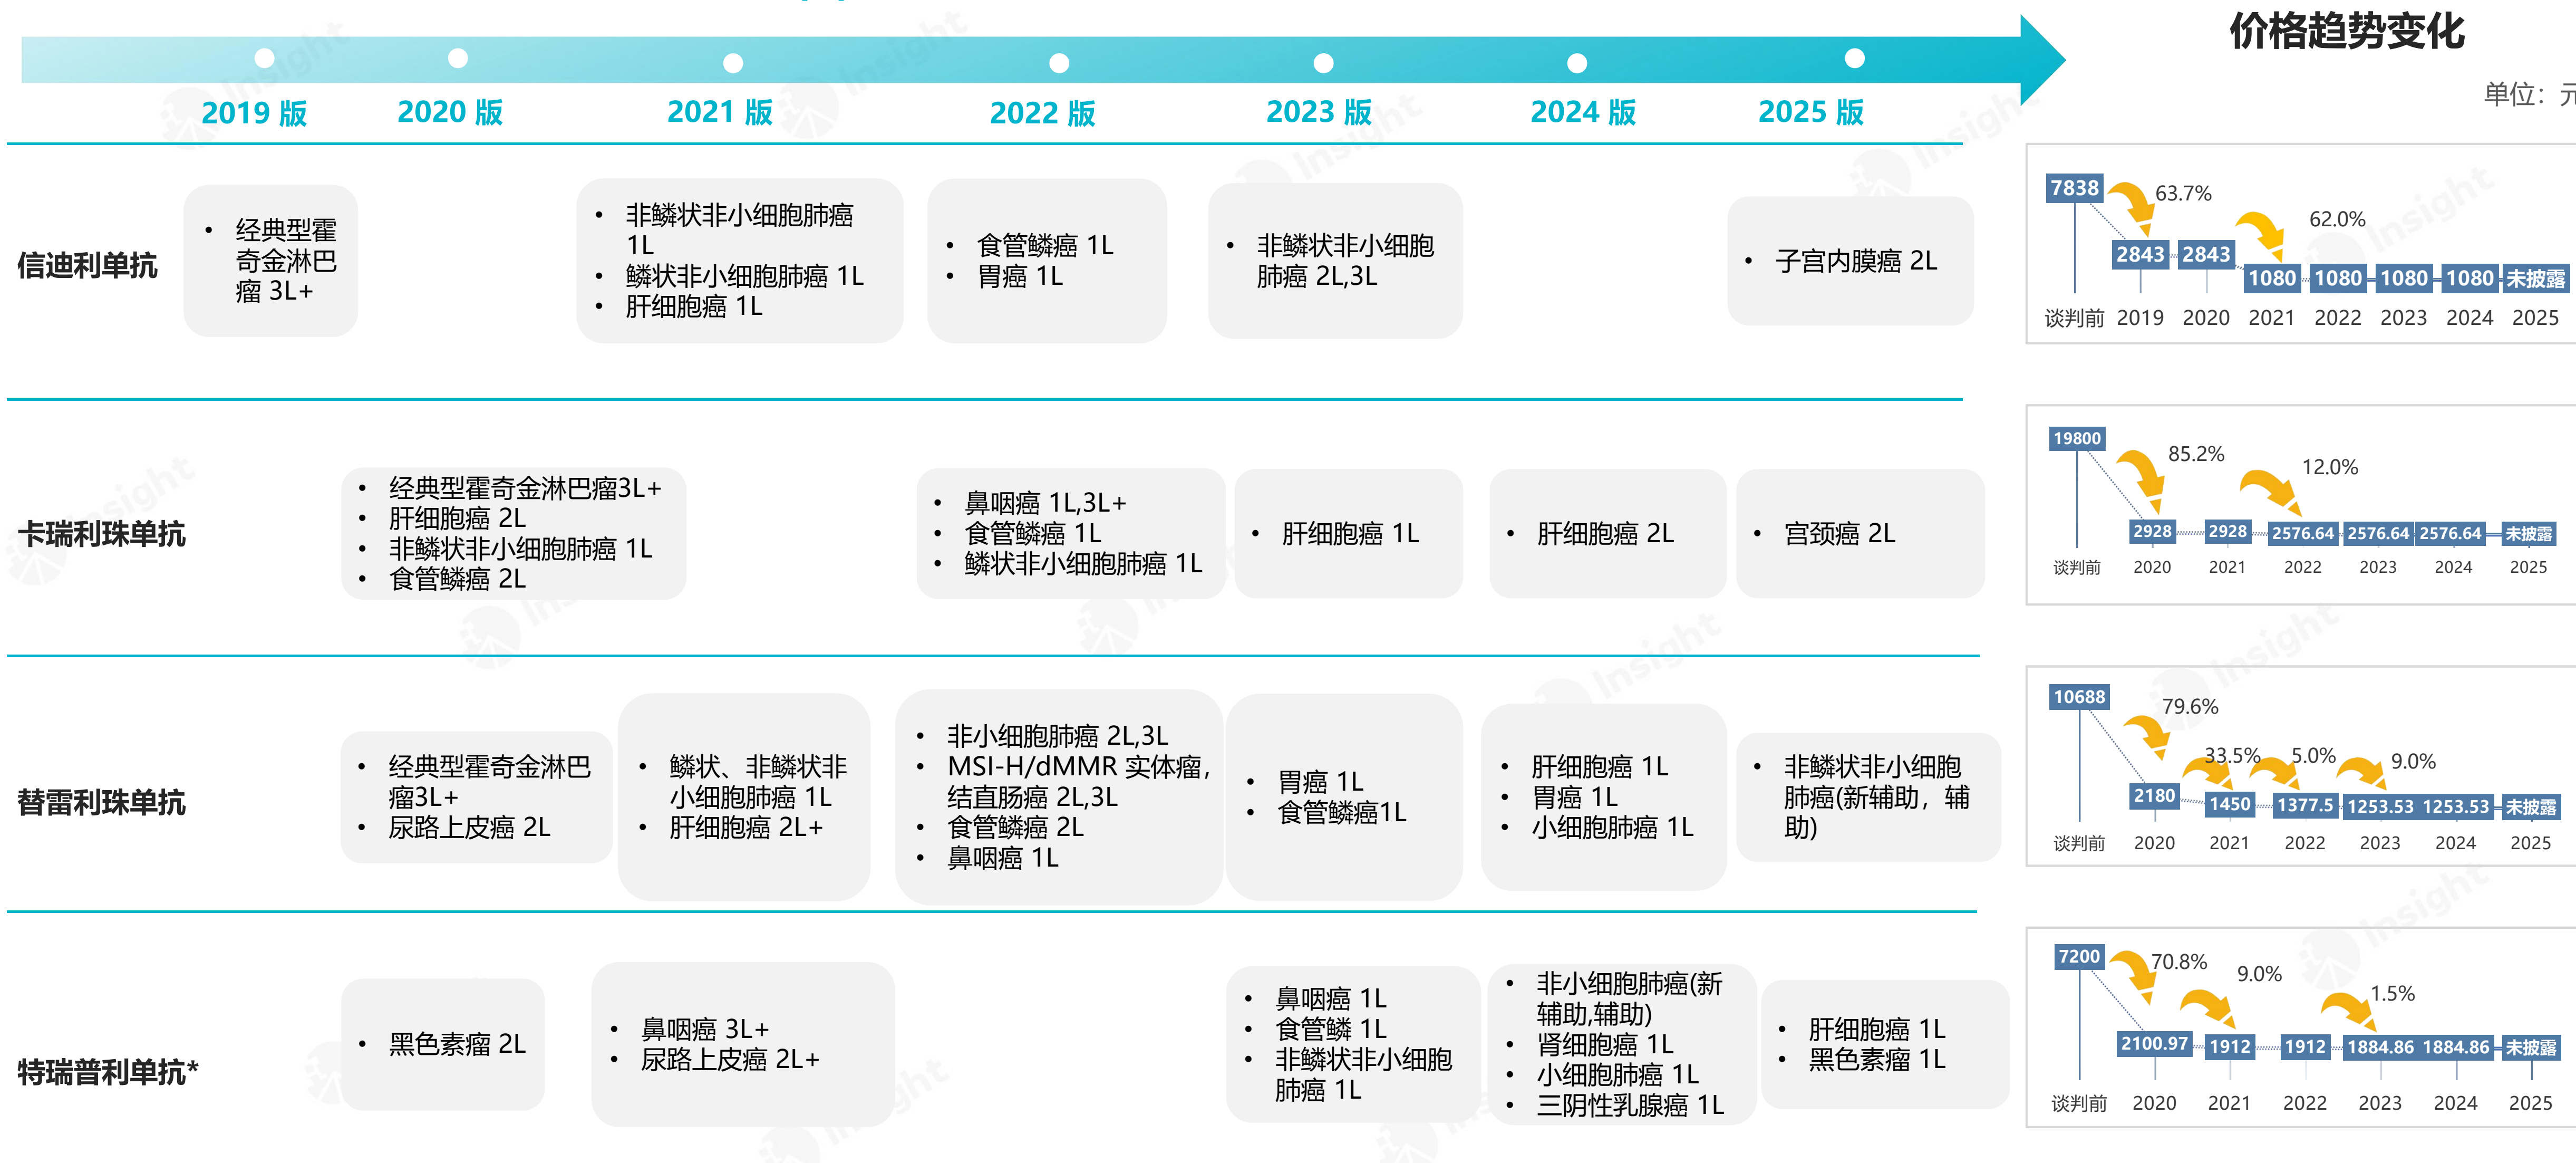 价格趋势变化
单位：元
2019 版
2020 版
2021 版
2022 版
2023 版
2024 版
2025 版
信迪利单抗
• 经典型霍
奇金淋巴
瘤 3L+
• 非鳞状非小细胞肺癌
1L
• 鳞状非小细胞肺癌 1L
• 肝细胞癌 1L
• 食管鳞癌 1L
• 胃癌 1L
• 非鳞状非小细胞
肺癌 2L,3L
• 子宫内膜癌 2L
7838
63.7%
62.0%
2843
2843
1080
1080
1080
1080
未披露
谈判前
2019
2020
2021
2022
2023
2024
2025
卡瑞利珠单抗
• 经典型霍奇金淋巴瘤3L+
• 肝细胞癌 2L
• 非鳞状非小细胞肺癌 1L
• 食管鳞癌 2L
• 鼻咽癌 1L,3L+
• 食管鳞癌 1L
• 鳞状非小细胞肺癌 1L
• 肝细胞癌 1L
• 肝细胞癌 2L
• 宫颈癌 2L
19800
85.2%
12.0%
2928
2928
2576.64
2576.64
2576.64
未披露
谈判前
2020
2021
2022
2023
2024
2025
替雷利珠单抗
• 经典型霍奇金淋巴
瘤3L+
• 尿路上皮癌 2L
• 鳞状、非鳞状非
小细胞肺癌 1L
• 肝细胞癌 2L+
• 非小细胞肺癌 2L,3L
• MSI-H/dMMR 实体瘤，
结直肠癌 2L,3L
• 食管鳞癌 2L
• 鼻咽癌 1L
• 胃癌 1L
• 食管鳞癌1L
• 肝细胞癌 1L
• 胃癌 1L
• 小细胞肺癌 1L
• 非鳞状非小细胞
肺癌(新辅助，辅
助)
10688
79.6%
33.5%
5.0%
9.0%
2180
1450
1377.5
1253.53
1253.53
未披露
谈判前
2020
2021
2022
2023
2024
2025
特瑞普利单抗*
• 黑色素瘤 2L
• 鼻咽癌 3L+
• 尿路上皮癌 2L+
• 鼻咽癌 1L
• 食管鳞 1L
• 非鳞状非小细胞
肺癌 1L
• 非小细胞肺癌(新
辅助,辅助)
• 肾细胞癌 1L
• 小细胞肺癌 1L
• 三阴性乳腺癌 1L
• 肝细胞癌 1L
• 黑色素瘤 1L
7200
70.8%
9.0%
1.5%
2100.97
1912
1912
1884.86
1884.86
未披露
谈判前
2020
2021
2022
2023
2024
2025
Insight